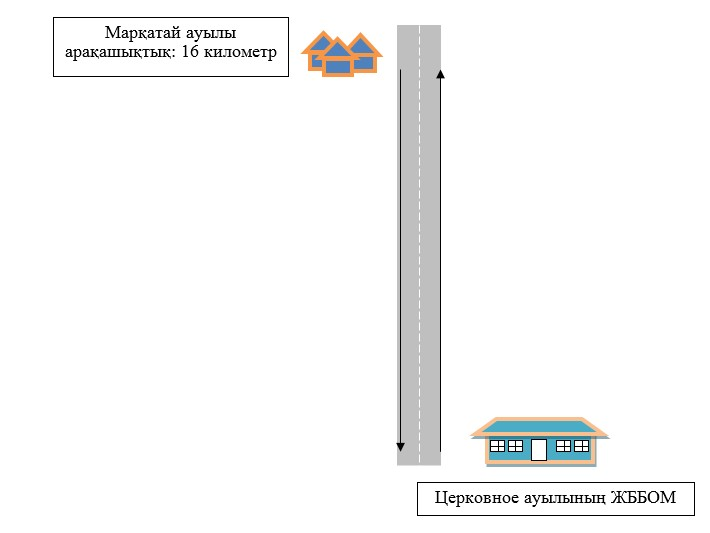 Марқатай ауылы
арақашықтық: 16 километр
Церковное ауылының ЖББОМ